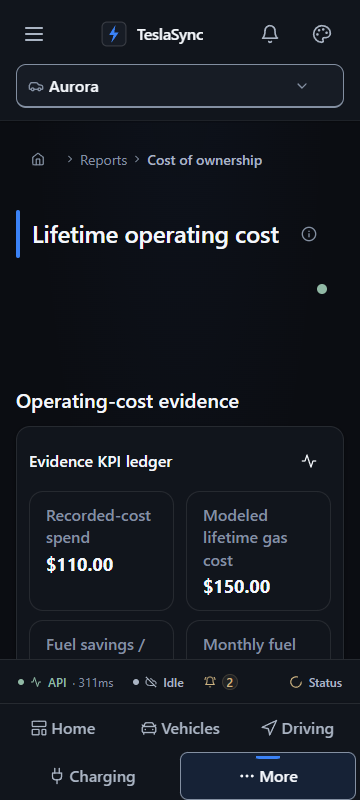 TeslaSync
Aurora
Reports
Cost of ownership
Lifetime operating cost
Operating-cost evidence
Evidence KPI ledger
Recorded-cost
spend
$110.00
Modeled
lifetime gas
cost
$150.00
Fuel savings /
Monthly fuel
API · 311ms
Idle
2
Status
Home
Vehicles
Driving
Charging
More